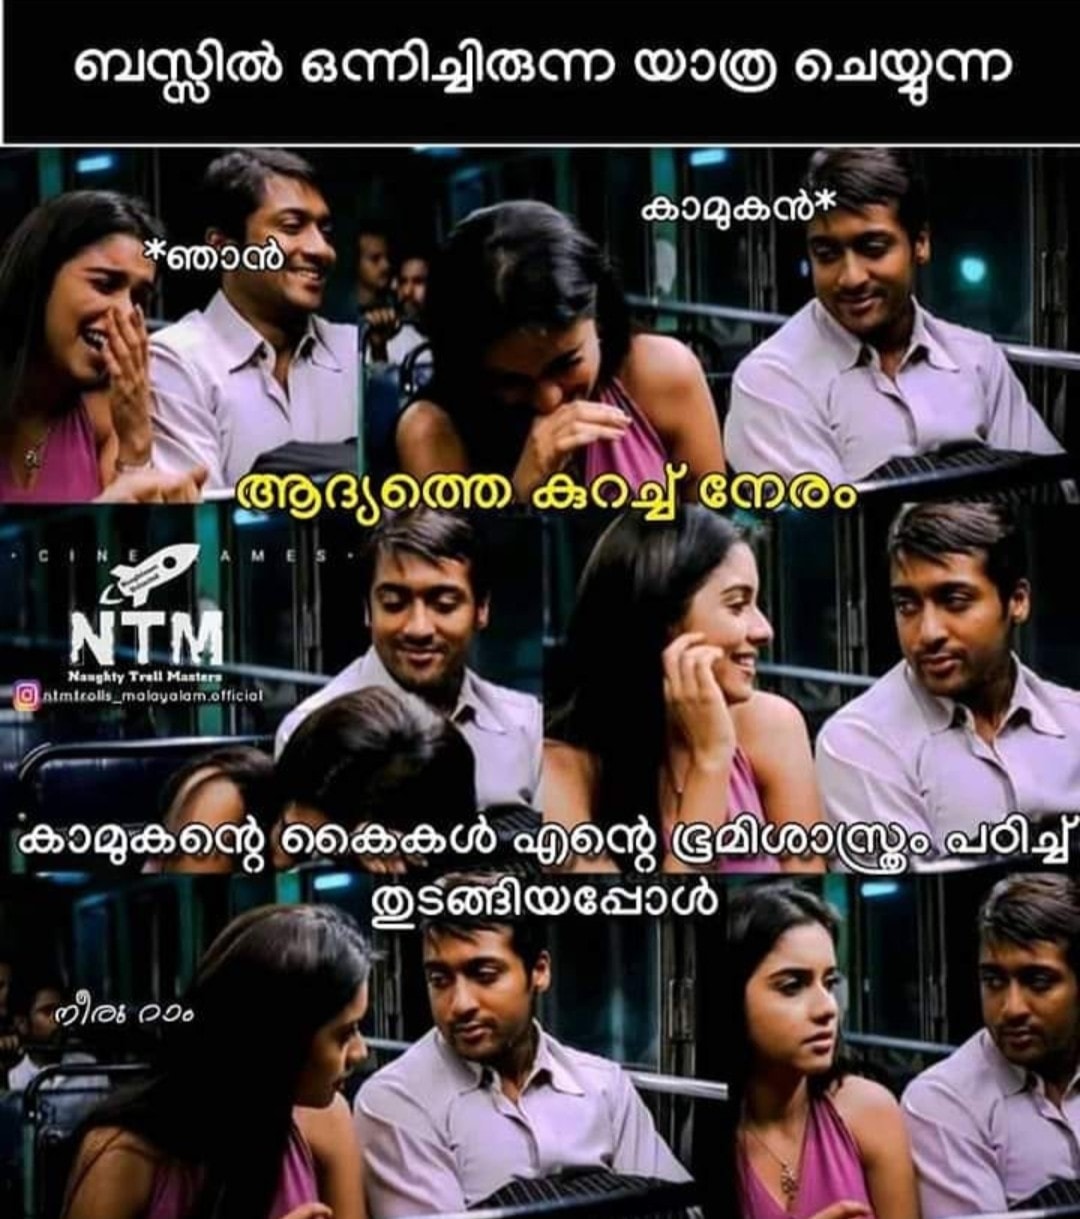 ബസ്സിൽ ഒന്നിച്ചിരുന്ന യാത്ര ചെയ്യുന്ന
*ഞാൻ
കാമുകൻ*
ആദ്യത്തെ കുറച്ച് നേരം
NTM
Naughty Troll Masters
ntmtrolls_malayalam.official
കാമുകന്റെ കൈകൾ എന്റെ ഭൂമിശാസ്ത്രം പഠിച്ച്
തുടങ്ങിയപ്പോൾ
നീരു റാം